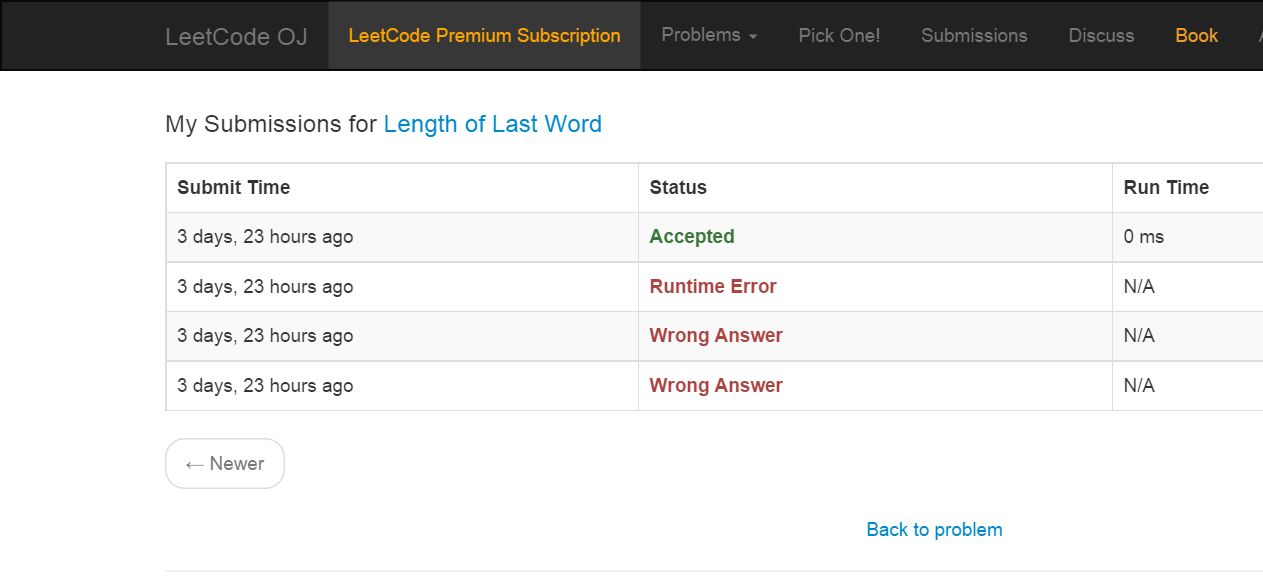 LeetCode OJ LeetCode Premium Subscription Problems Pick One! Submissions Discuss Book
My Submissions for Length of Last Word
Submit Time Status Run Time
3 days, 23 hours ago Accepted 0 ms
3 days, 23 hours ago Runtime Error N/A
3 days, 23 hours ago Wrong Answer N/A
3 days, 23 hours ago Wrong Answer N/A
← Newer
Back to problem